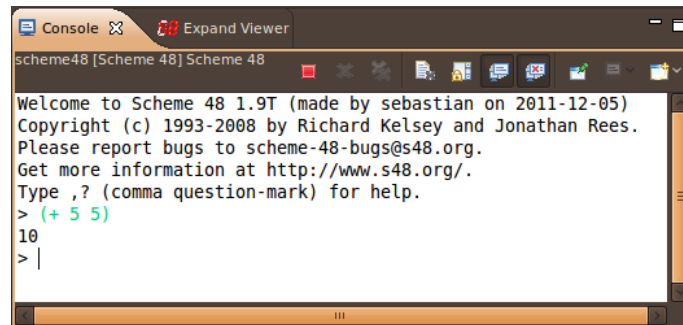 Console Expand Viewer
scheme48 [Scheme 48] Scheme 48
Welcome to Scheme 48 1.9T (made by sebastian on 2011-12-05)
Copyright (c) 1993-2008 by Richard Kelsey and Jonathan Rees.
Please report bugs to scheme-48-bugs@s48.org.
Get more information at http://www.s48.org/.
Type ,? (comma question-mark) for help.
> (+ 5 5)
10
>